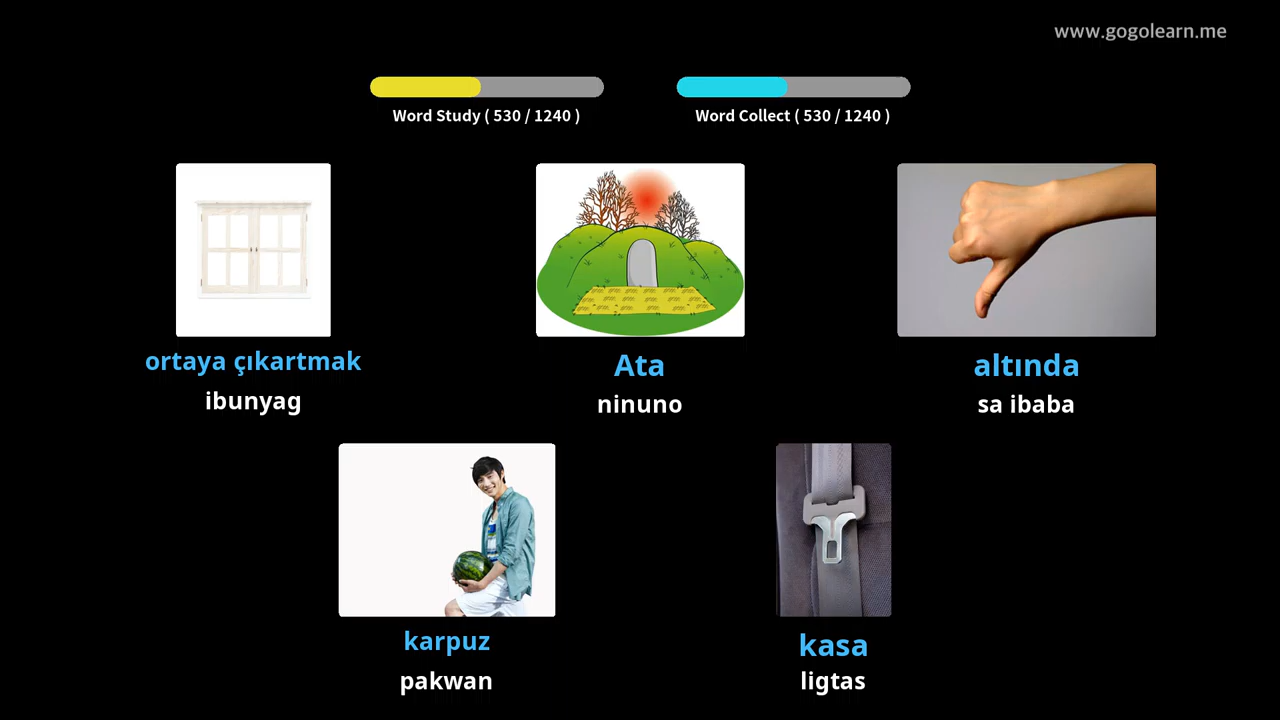 www.gogolearn.me
Word Study ( 530 / 1240 )
Word Collect ( 530 / 1240 )
ortaya çıkartmak
ibunyag
Ata
ninuno
altında
sa ibaba
karpuz
pakwan
kasa
ligtas